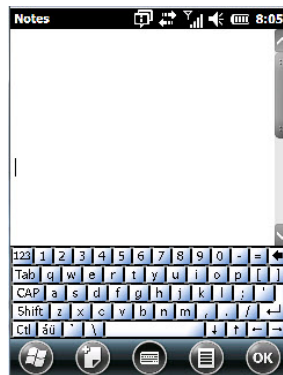 Notes 8:05
123 1 2 3 4 5 6 7 8 9 0 - =
Tab q w e r t y u i o p [ ]
CAP a s d f g h j k l ; '
Shift z x c v b n m , . /
Ctl áü ` \
OK